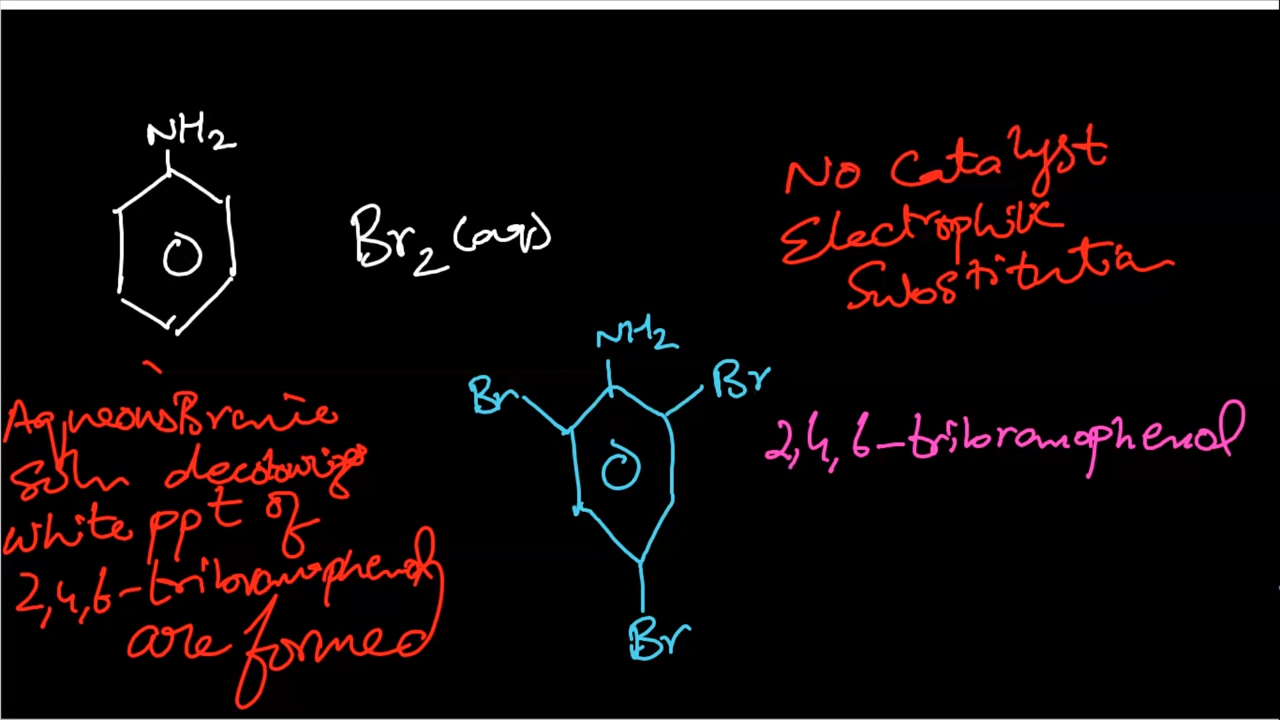 NH2
Br2 (aq)
No Catalyst
Electrophilic
Substitution
NH2
Br
Br
Br
2,4,6-tribromophenol
Aqueous Bromine
soln decolourizes
white ppt of
2,4,6-tribromophenol
are formed